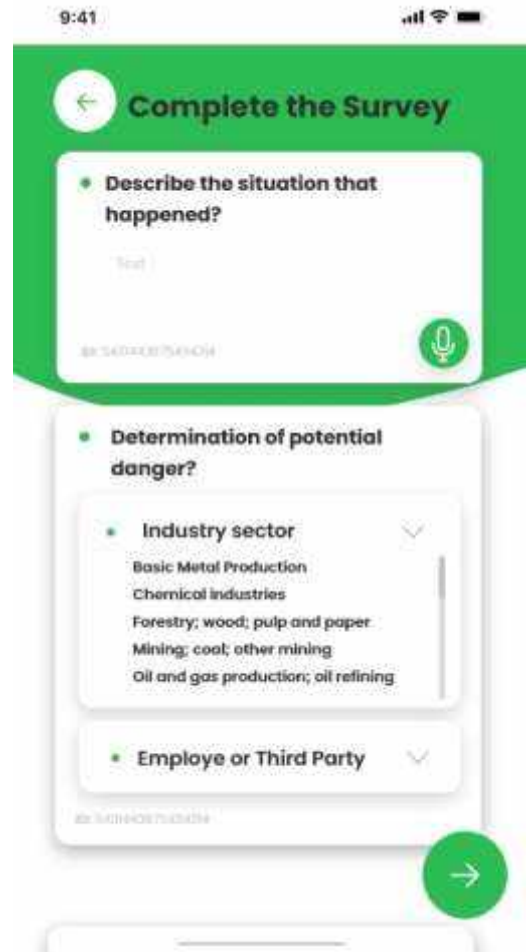 9:41
Complete the Survey
Describe the situation that
happened?
Text
Determination of potential
danger?
Industry sector
Basic Metal Production
Chemical industries
Forestry; wood; pulp and paper
Mining; coal; other mining
Oil and gas production; oil refining
Employe or Third Party